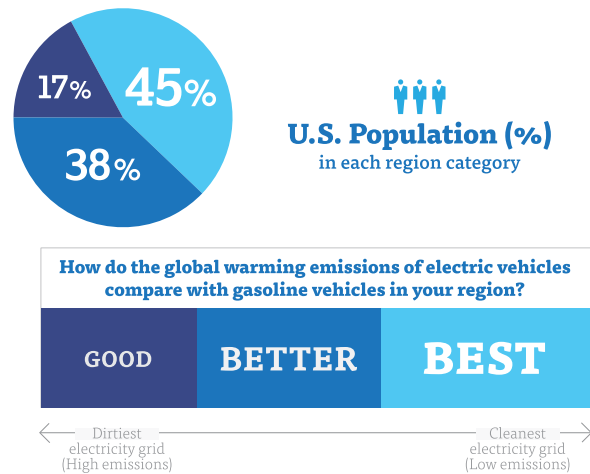 17%
45%
38%
U.S. Population (%)
in each region category
How do the global warming emissions of electric vehicles
compare with gasoline vehicles in your region?
GOOD
BETTER
BEST
Dirtiest
electricity grid
(High emissions)
Cleanest
electricity grid
(Low emissions)